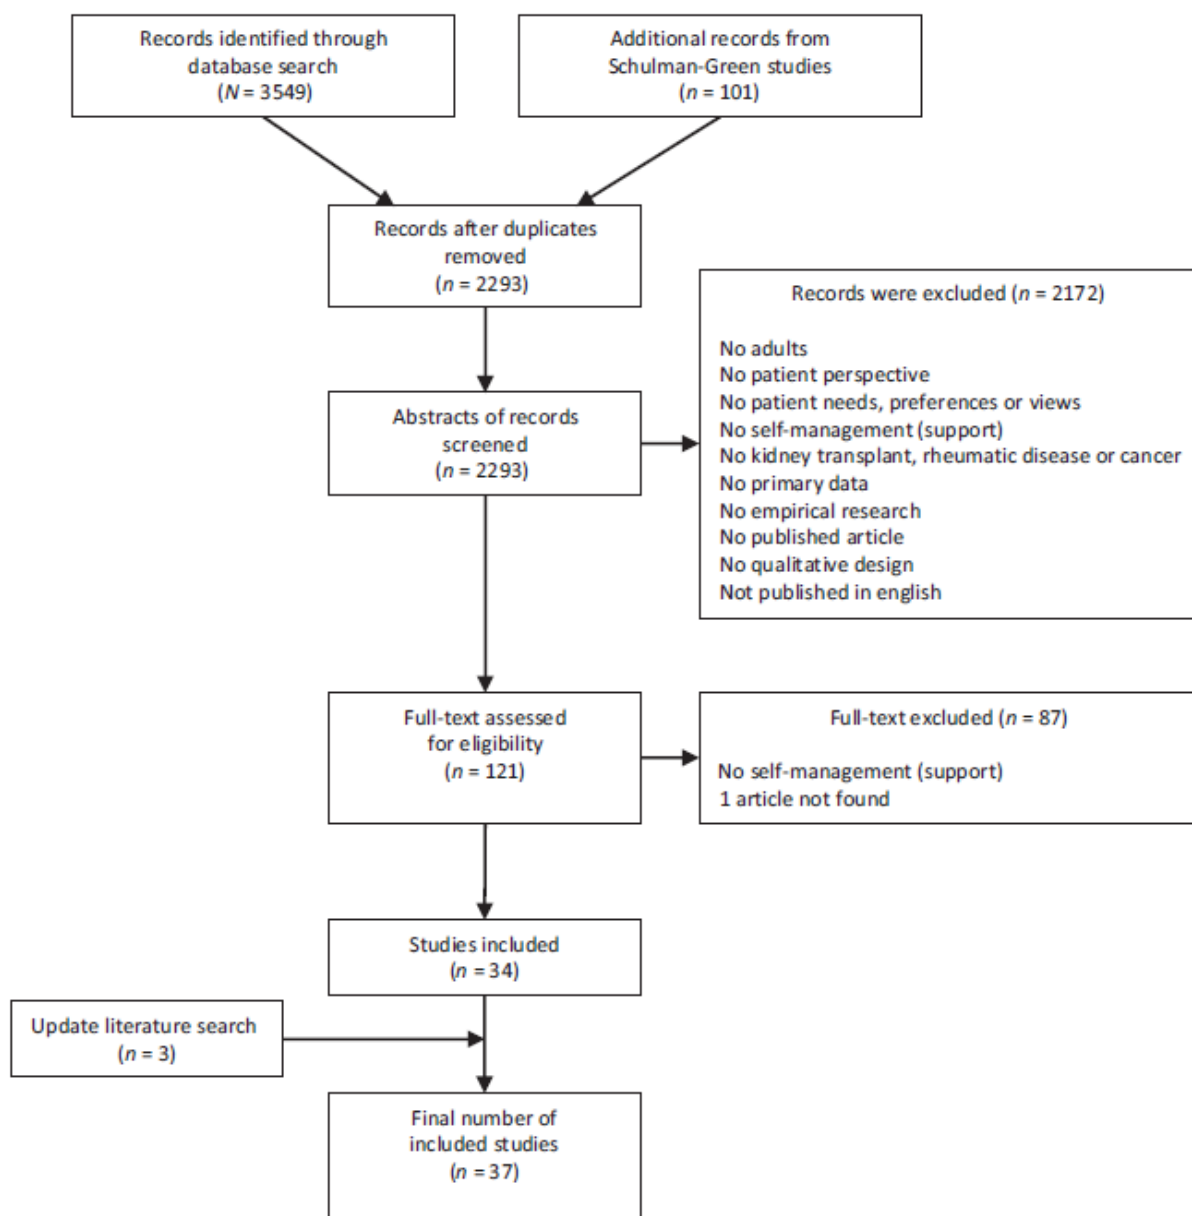 Records identified through
database search
(N = 3549)
Additional records from
Schulman-Green studies
(n = 101)
Records after duplicates
removed
(n = 2293)
Records were excluded (n = 2172)
No adults
No patient perspective
No patient needs, preferences or views
No self-management (support)
No kidney transplant, rheumatic disease or cancer
No primary data
No empirical research
No published article
No qualitative design
Not published in english
Abstracts of records
screened
(n = 2293)
Full-text assessed
for eligibility
(n = 121)
Full-text excluded (n = 87)
No self-management (support)
1 article not found
Studies included
(n = 34)
Update literature search
(n = 3)
Final number of
included studies
(n = 37)